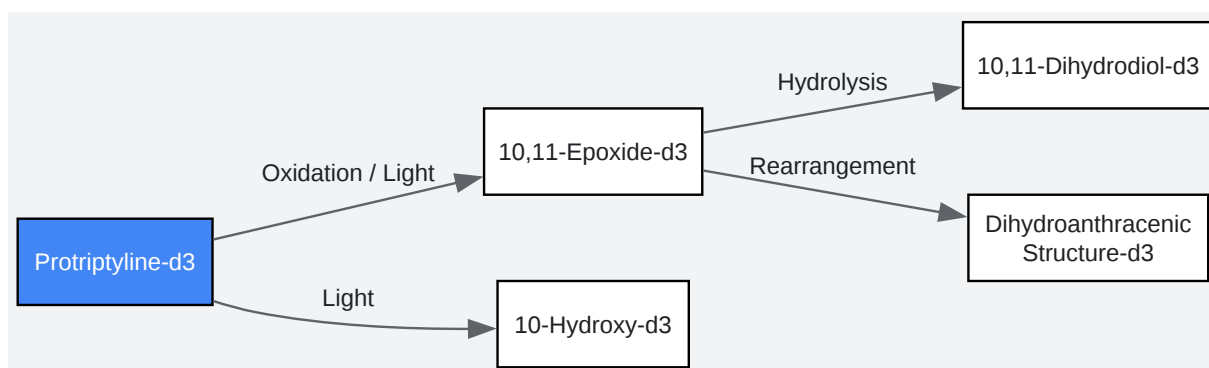 10,11-Dihydrodiol-d3
Hydrolysis
10,11-Epoxide-d3
Rearrangement
Oxidation / Light
Dihydroanthracenic
Structure-d3
Protriptyline-d3
Light
10-Hydroxy-d3